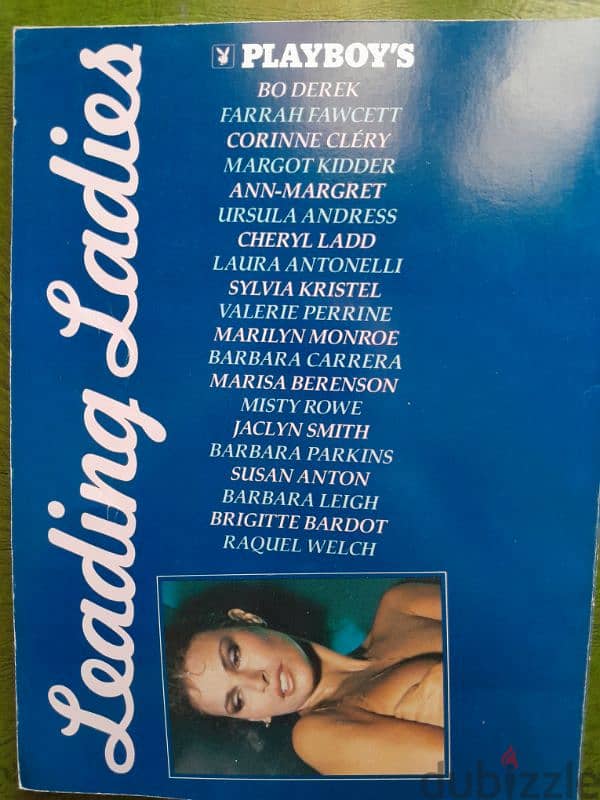 Leading Ladies
PLAYBOY'S
BO DEREK
FARRAH FAWCETT
CORINNE CLÉRY
MARGOT KIDDER
ANN-MARGRET
URSULA ANDRESS
CHERYL LADD
LAURA ANTONELLI
SYLVIA KRISTEL
VALERIE PERRINE
MARILYN MONROE
BARBARA CARRERA
MARISA BERENSON
MISTY ROWE
JACLYN SMITH
BARBARA PARKINS
SUSAN ANTON
BARBARA LEIGH
BRIGITTE BARDOT
RAQUEL WELCH
dubizzle